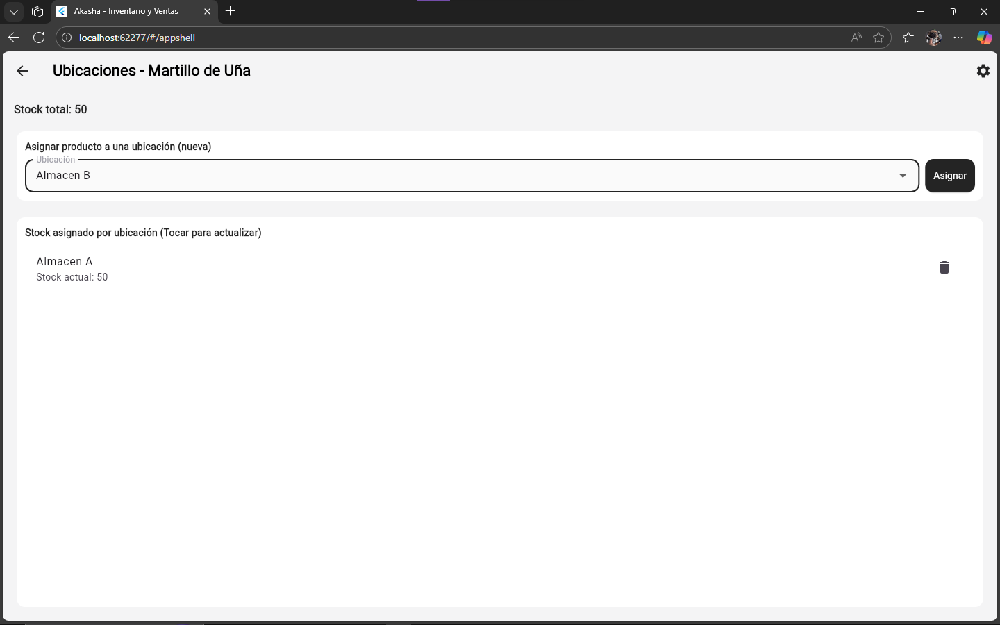 Akasha - Inventario y Ventas
localhost:62277/#/appshell
Ubicaciones - Martillo de Uña
Stock total: 50
Asignar producto a una ubicación (nueva)
Ubicación
Almacen B
Asignar
Stock asignado por ubicación (Tocar para actualizar)
Almacen A
Stock actual: 50